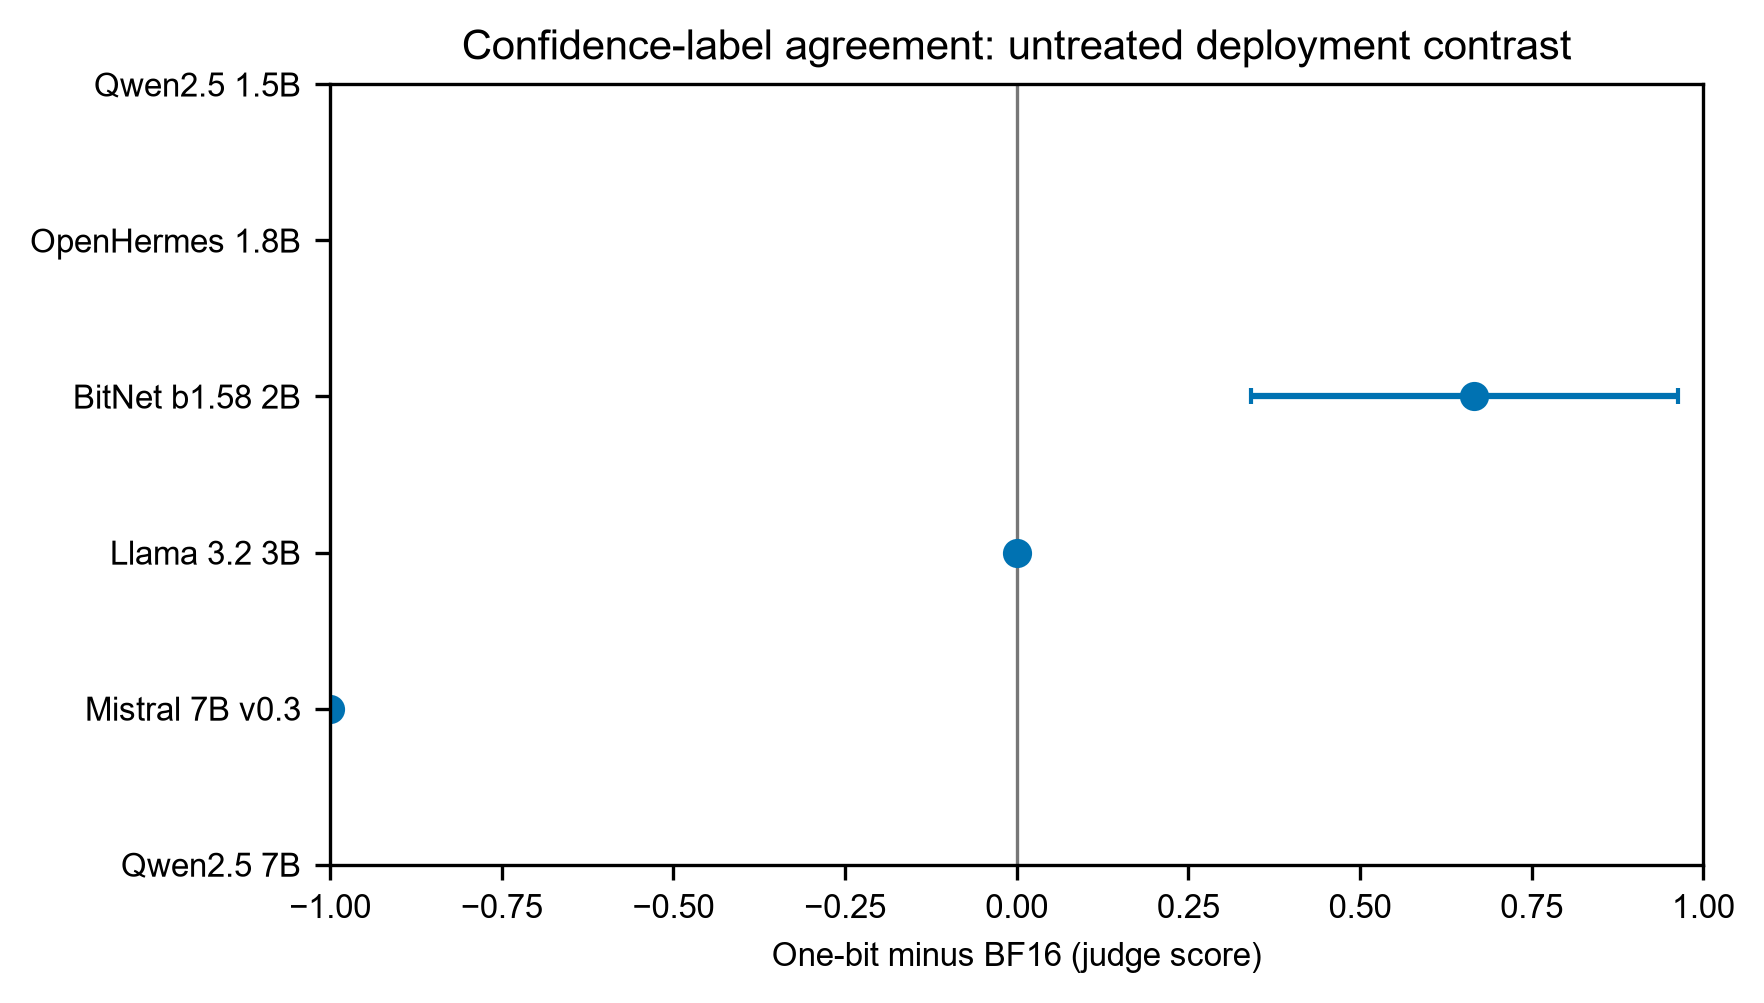 Confidence-label agreement: untreated deployment contrast
Qwen2.5 1.5B
OpenHermes 1.8B
BitNet b1.58 2B
Llama 3.2 3B
Mistral 7B v0.3
Qwen2.5 7B
−1.00 −0.75 −0.50 −0.25 0.00 0.25 0.50 0.75 1.00
One-bit minus BF16 (judge score)